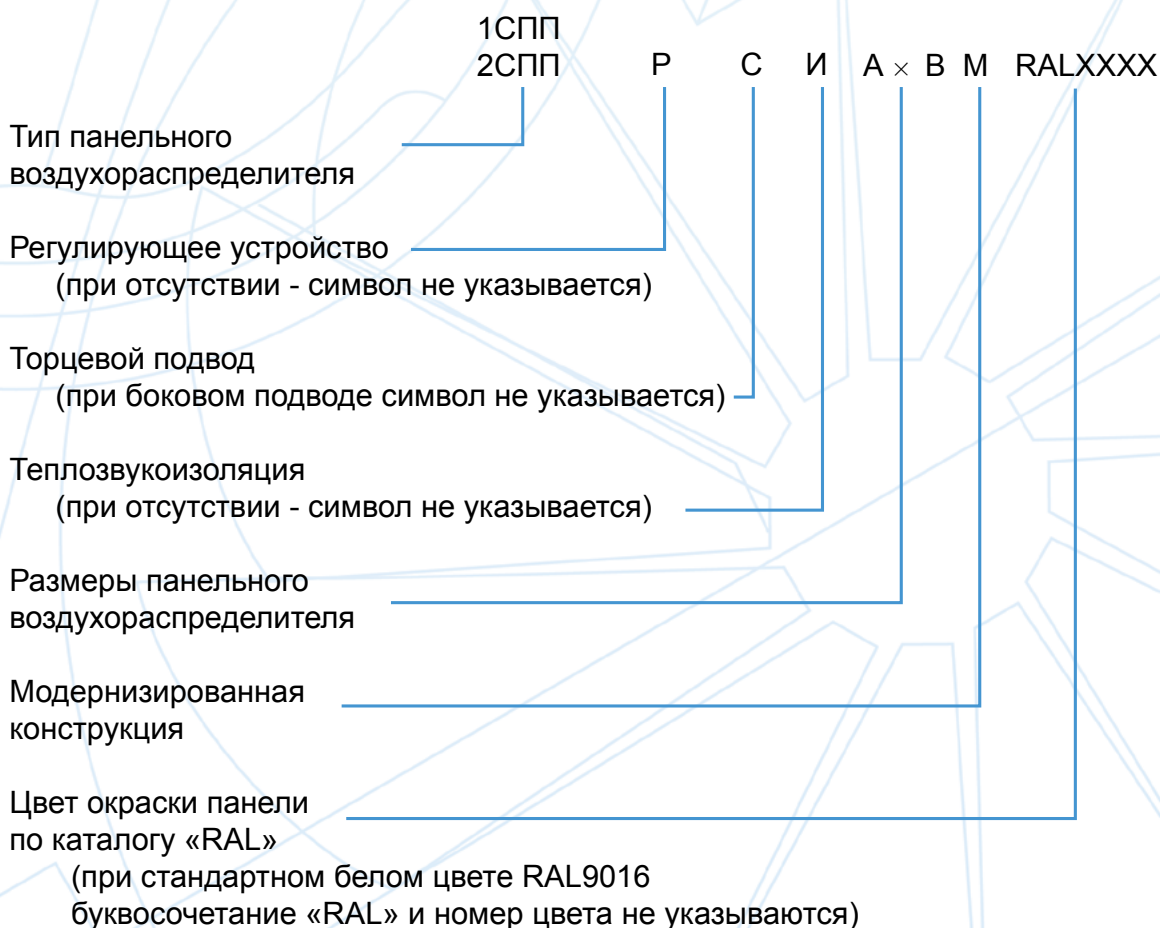 1СПП
2СПП Р С И А × В М RALXXXX
Тип панельного
воздухораспределителя
Регулирующее устройство
(при отсутствии - символ не указывается)
Торцевой подвод
(при боковом подводе символ не указывается)
Теплозвукоизоляция
(при отсутствии - символ не указывается)
Размеры панельного
воздухораспределителя
Модернизированная
конструкция
Цвет окраски панели
по каталогу «RAL»
(при стандартном белом цвете RAL9016
буквосочетание «RAL» и номер цвета не указываются)